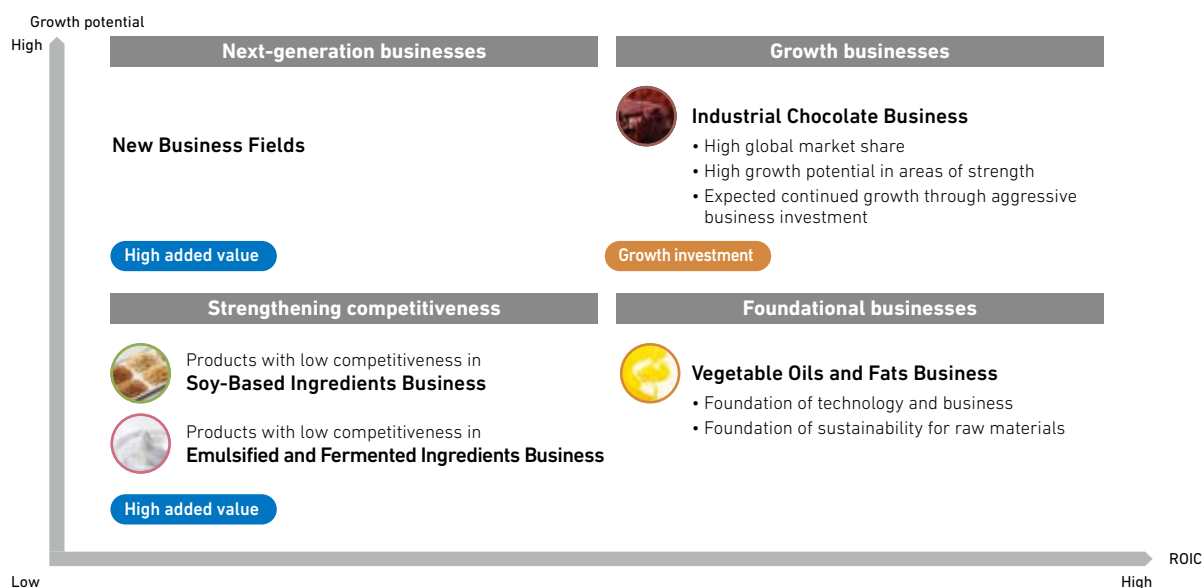 Growth potential
High
Next-generation businesses
New Business Fields
High added value
Growth businesses
Industrial Chocolate Business
• High global market share
• High growth potential in areas of strength
• Expected continued growth through aggressive
business investment
Growth investment
Strengthening competitiveness
Products with low competitiveness in
Soy-Based Ingredients Business
Products with low competitiveness in
Emulsified and Fermented Ingredients Business
High added value
Foundational businesses
Vegetable Oils and Fats Business
• Foundation of technology and business
• Foundation of sustainability for raw materials
ROIC
Low
High